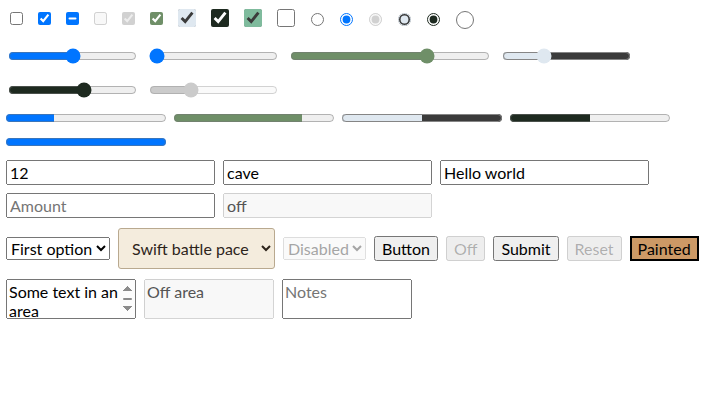 12 cave Hello world
Amount off
First option Swift battle pace Disabled Button Off Submit Reset Painted
Some text in an Off area Notes
area